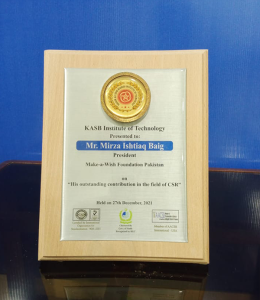 KASB Institute of Technology
Presented to:
Mr. Mirza Ishtiaq Baig
President
Make-a-Wish Foundation Pakistan
on
"His outstanding contribution in the field of CSR"
Held on 27th December, 2021